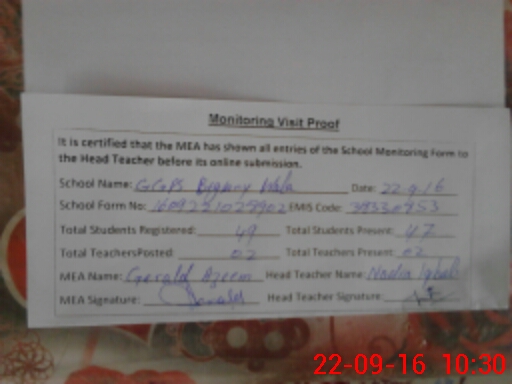 Monitoring Visit Proof
It is certified that the MEA has shown all entries of the School Monitoring Form to
the Head Teacher before its online submission.
School Name: GGPS Wala Date: 22-9-16
School Form No: EMIS Code:
Total Students Registered: 49 Total Students Present: 47
Total TeachersPosted: 02 Total Teachers Present: 02
MEA Name: Azeem Head Teacher Name: Nadia Iqbal
MEA Signature: Head Teacher Signature:
22-09-16 10:30